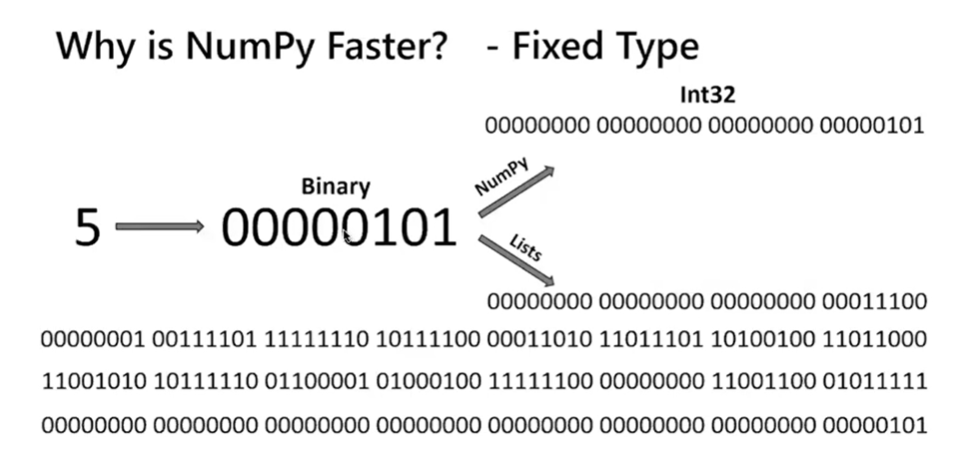 Why is NumPy Faster? - Fixed Type
Int32
00000000 00000000 00000000 00000101
NumPy
Binary
5 00000101
Lists
00000000 00000000 00000000 00011100
00000001 00111101 11111110 10111100 00011010 11011101 10100100 11011000
11001010 10111110 01100001 01000100 11111100 00000000 11001100 01011111
00000000 00000000 00000000 00000000 00000000 00000000 00000000 00000101